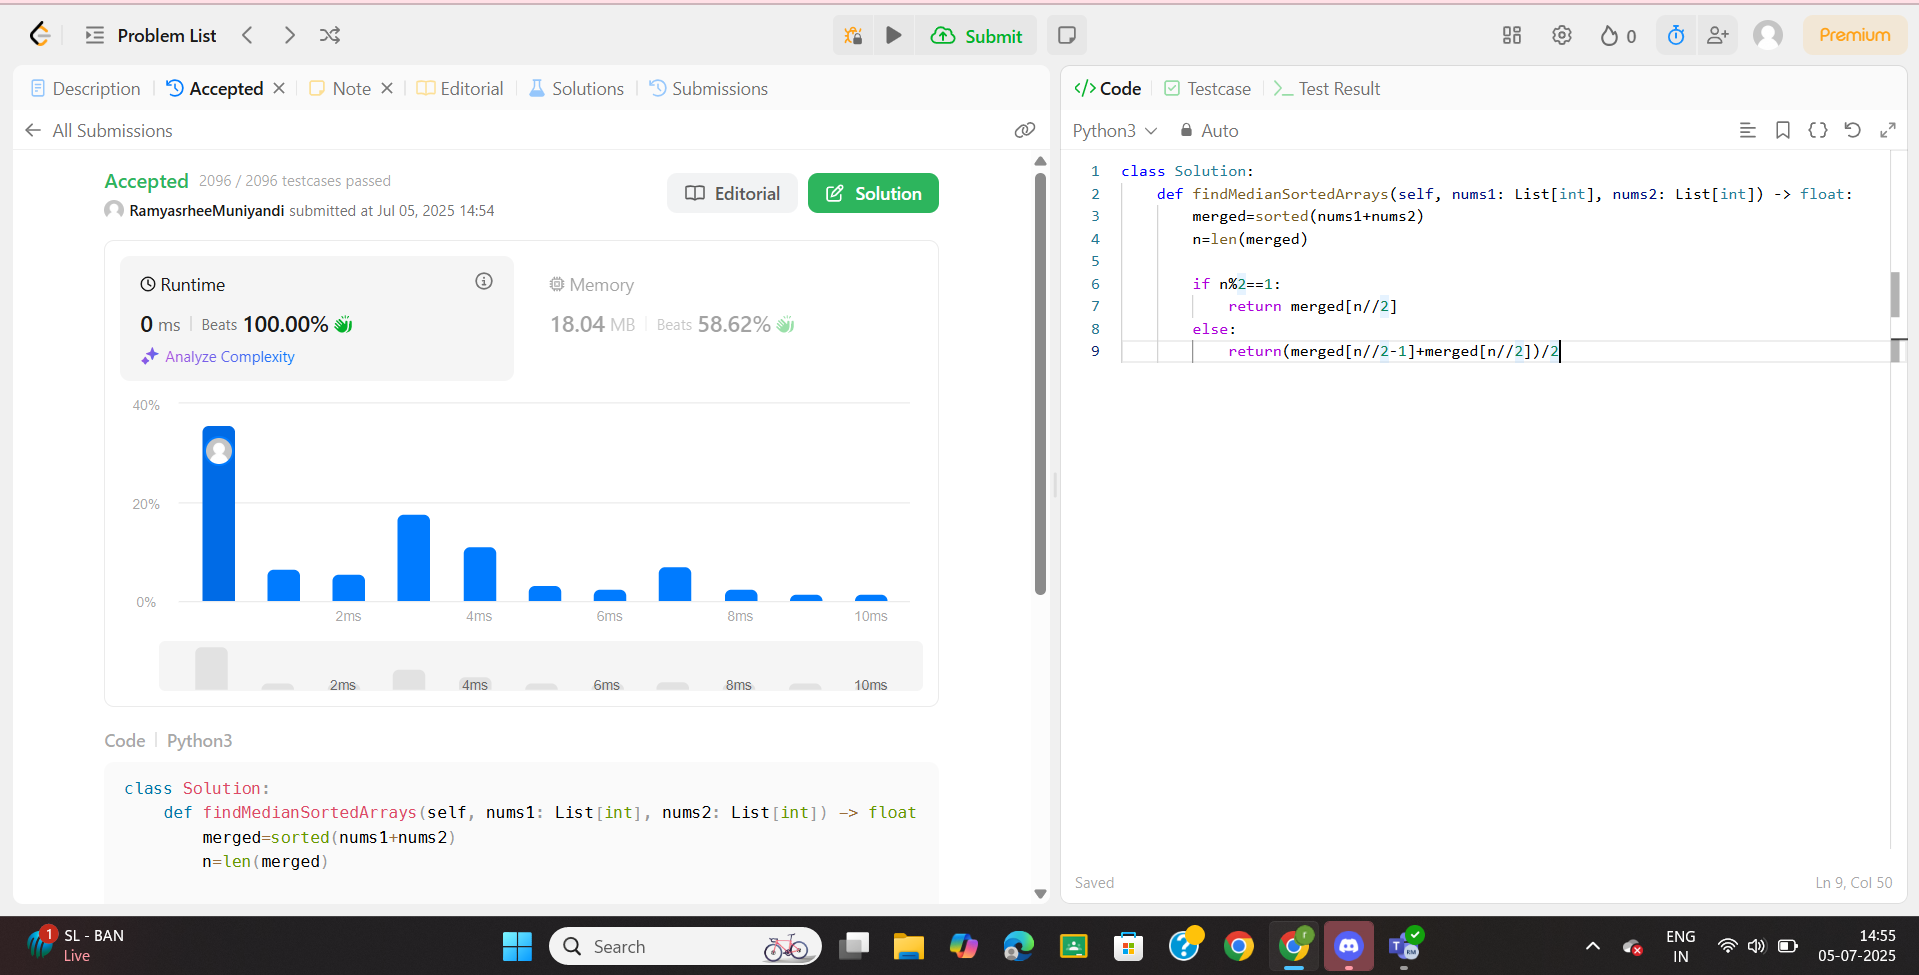 Problem List
Submit
0
Premium
Description
Accepted
Note
Editorial
Solutions
Submissions
All Submissions
Accepted 2096 / 2096 testcases passed
RamyasrheeMuniyandi submitted at Jul 05, 2025 14:54
Editorial
Solution
Runtime
0 ms | Beats 100.00%
Analyze Complexity
Memory
18.04 MB | Beats 58.62%
40%
20%
0%
2ms 4ms 6ms 8ms 10ms
2ms 4ms 6ms 8ms 10ms
Code | Python3
class Solution:
def findMedianSortedArrays(self, nums1: List[int], nums2: List[int]) -> float
merged=sorted(nums1+nums2)
n=len(merged)
Code
Testcase
Test Result
Python3
Auto
1 class Solution:
2 def findMedianSortedArrays(self, nums1: List[int], nums2: List[int]) -> float:
3 merged=sorted(nums1+nums2)
4 n=len(merged)
5
6 if n%2==1:
7 return merged[n//2]
8 else:
9 return(merged[n//2-1]+merged[n//2])/2
Saved
Ln 9, Col 50
1
SL - BAN
Live
Search
ENG
IN
14:55
05-07-2025